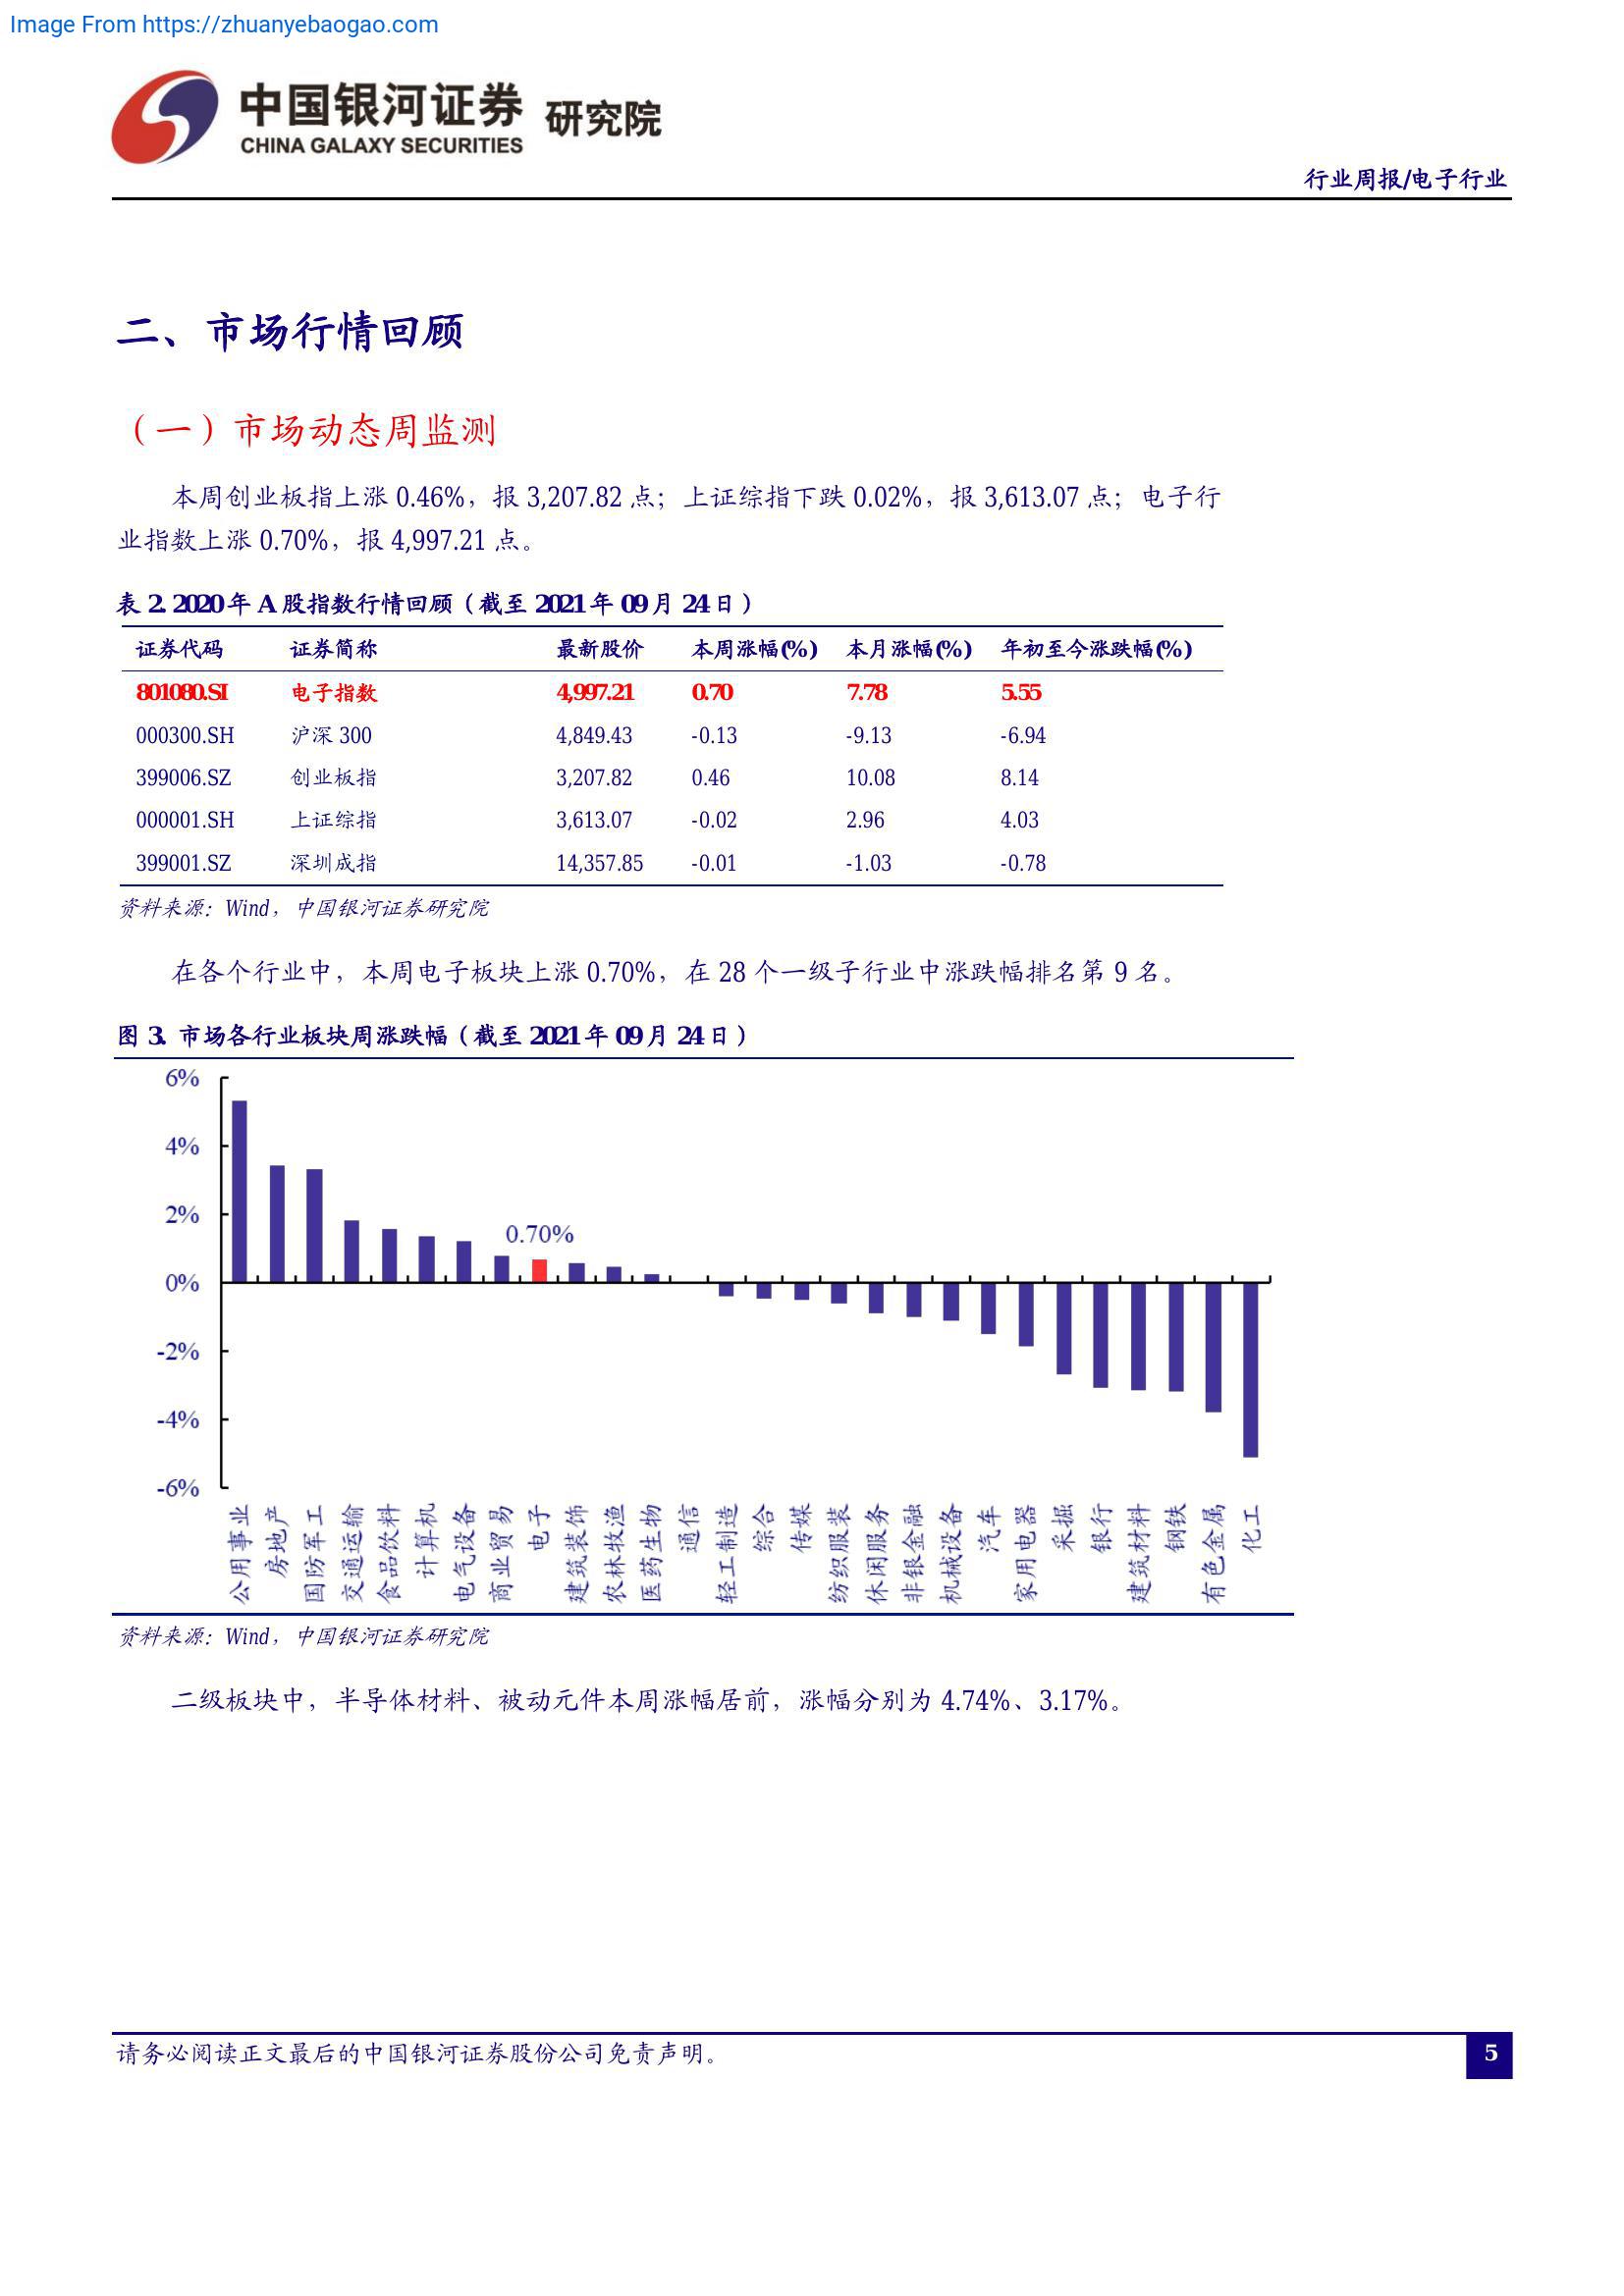 Image From https://zhuanyebaogao.com
中国银河证券 研究院
CHINA GALAXY SECURITIES
行业周报/电子行业
二、市场行情回顾
（一）市场动态周监测
本周创业板指上涨 0.46%，报 3,207.82 点；上证综指下跌 0.02%，报 3,613.07 点；电子行
业指数上涨 0.70%，报 4,997.21 点。
表 2. 2020 年 A 股指数行情回顾（截至 2021 年 09 月 24 日）
证券代码 证券简称 最新股价 本周涨幅(%) 本月涨幅(%) 年初至今涨跌幅(%)
801080.SI 电子指数 4,997.21 0.70 7.78 5.55
000300.SH 沪深 300 4,849.43 -0.13 -9.13 -6.94
399006.SZ 创业板指 3,207.82 0.46 10.08 8.14
000001.SH 上证综指 3,613.07 -0.02 2.96 4.03
399001.SZ 深圳成指 14,357.85 -0.01 -1.03 -0.78
资料来源：Wind，中国银河证券研究院
在各个行业中，本周电子板块上涨 0.70%，在 28 个一级子行业中涨跌幅排名第 9 名。
图 3. 市场各行业板块周涨跌幅（截至 2021 年 09 月 24 日）
6%
4%
2%
0.70%
0%
-2%
-4%
-6%
公用事业
房地产
国防军工
交通运输
食品饮料
计算机
电气设备
商业贸易
电子
建筑装饰
农林牧渔
医药生物
通信
轻工制造
综合
传媒
纺织服装
休闲服务
非银金融
机械设备
汽车
家用电器
采掘
银行
建筑材料
钢铁
有色金属
化工
资料来源：Wind，中国银河证券研究院
二级板块中，半导体材料、被动元件本周涨幅居前，涨幅分别为 4.74%、3.17%。
请务必阅读正文最后的中国银河证券股份公司免责声明。
5